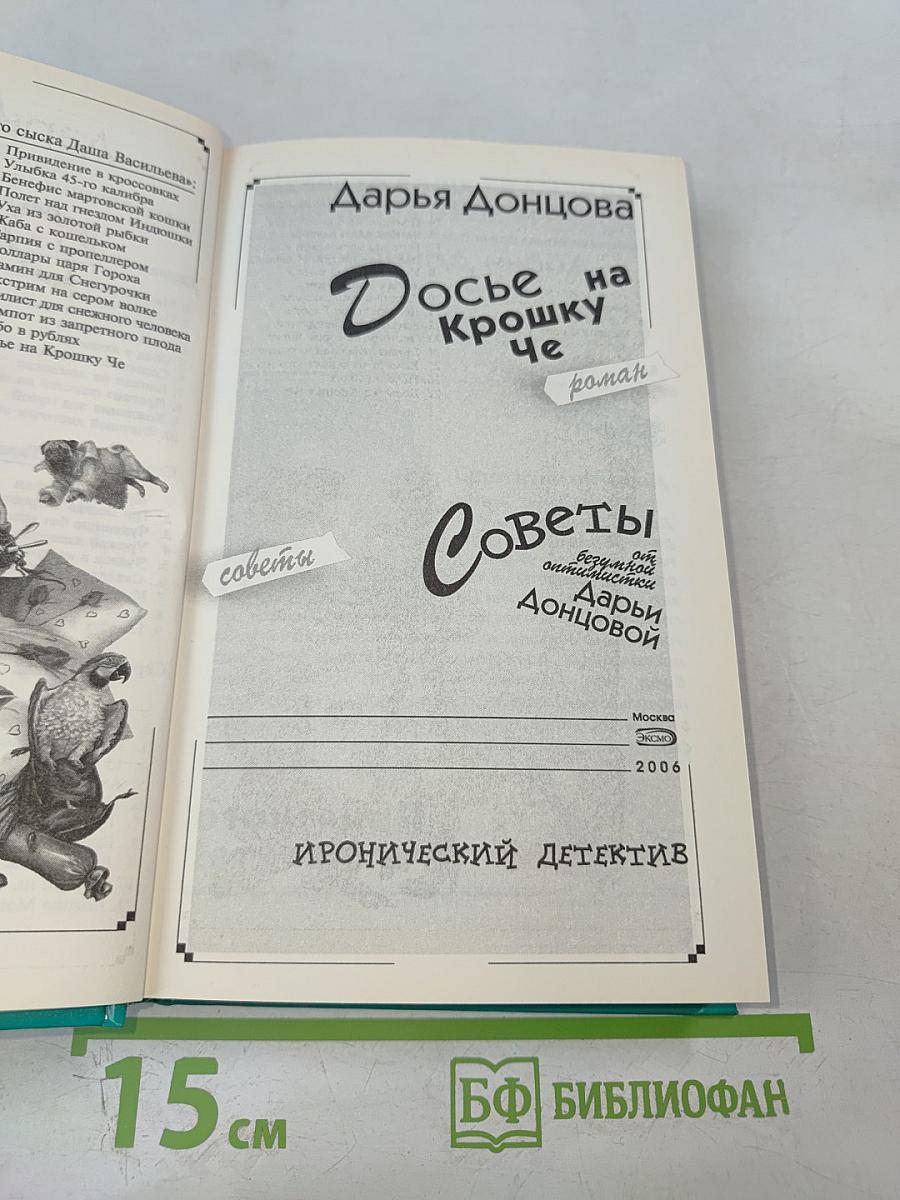 сыска Даша Васильева»:
Привидение в кроссовках
Улыбка 45-го калибра
Бенефис мартовской кошки
Полет над гнездом Индюшки
Уха из золотой рыбки
Жаба с кошельком
Гарпия с пропеллером
оллары царя Гороха
амин для Снегурочки
кстрим на сером волке
илист для снежного человека
мпот из запретного плода
бо в рублях
ье на Крошку Че
Дарья Донцова
Досье на
Крошку
Че
роман
Советы
от
безумной
оптимистки
Дарьи
Донцовой
советы
Москва
ЭКСМО
2006
ИРОНИЧЕСКИЙ ДЕТЕКТИВ
15 см
БФ БИБЛИОФАН